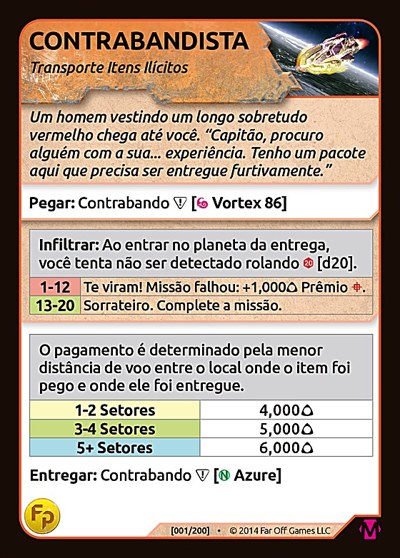 CONTRABANDISTA
Transporte Itens Ilícitos
Um homem vestindo um longo sobretudo
vermelho chega até você. “Capitão, procuro
alguém com a sua... experiência. Tenho um pacote
aqui que precisa ser entregue furtivamente.”
Pegar: Contrabando [ Vortex 86]
Infiltrar: Ao entrar no planeta da entrega,
você tenta não ser detectado rolando [d20].
1-12 Te viram! Missão falhou: +1,000 Prêmio .
13-20 Sorrateiro. Complete a missão.
O pagamento é determinado pela menor
distância de voo entre o local onde o item foi
pego e onde ele foi entregue.
1-2 Setores 4,000
3-4 Setores 5,000
5+ Setores 6,000
Entregar: Contrabando [N Azure]
FP
[001/200] • © 2014 Far Off Games LLC